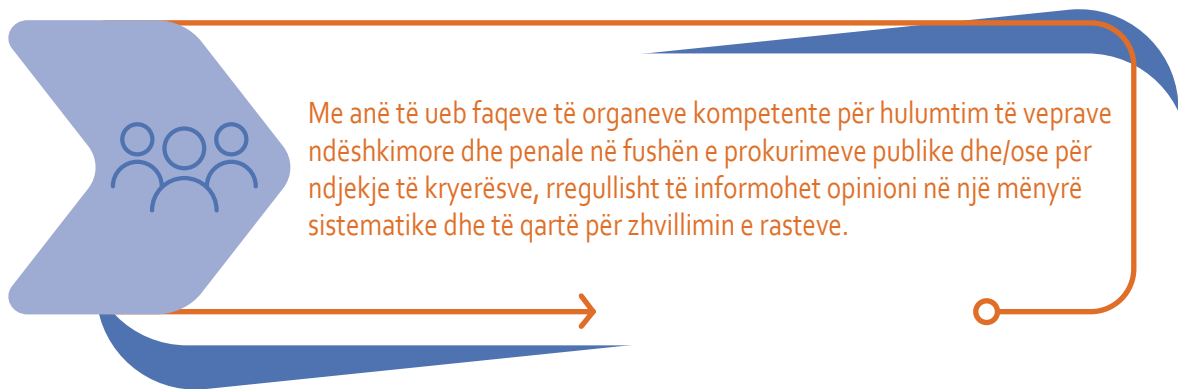 Me anë të ueb faqeve të organeve kompetente për hulumtim të veprave
ndëshkimore dhe penale në fushën e prokurimeve publike dhe/ose për
ndjekje të kryerësve, rregullisht të informohet opinioni në një mënyrë
sistematike dhe të qartë për zhvillimin e rasteve.